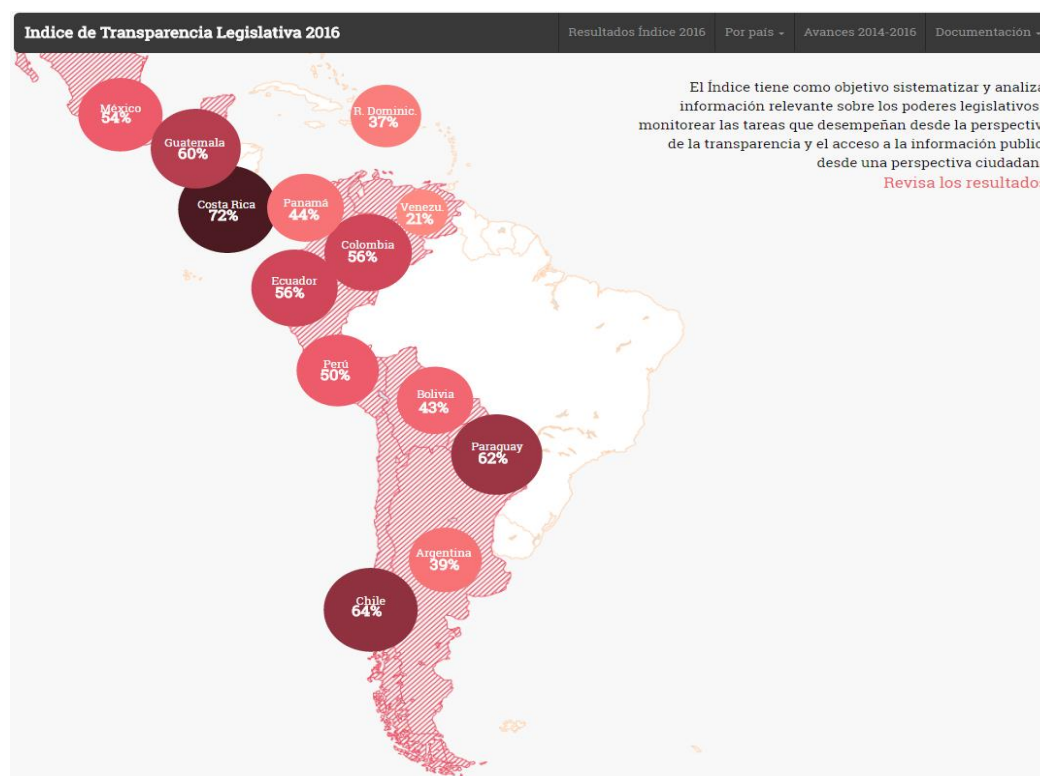 Indice de Transparencia Legislativa 2016
Resultados Índice 2016
Por país
Avances 2014-2016
Documentación
El Índice tiene como objetivo sistematizar y analiza
información relevante sobre los poderes legislativos
monitorear las tareas que desempeñan desde la perspectiv
de la transparencia y el acceso a la información public
desde una perspectiva ciudadan
Revisa los resultados
México
54%
R. Dominic.
37%
Guatemala
60%
Costa Rica
72%
Panamá
44%
Venezu.
21%
Colombia
56%
Ecuador
56%
Perú
50%
Bolivia
43%
Paraguay
62%
Argentina
39%
Chile
64%